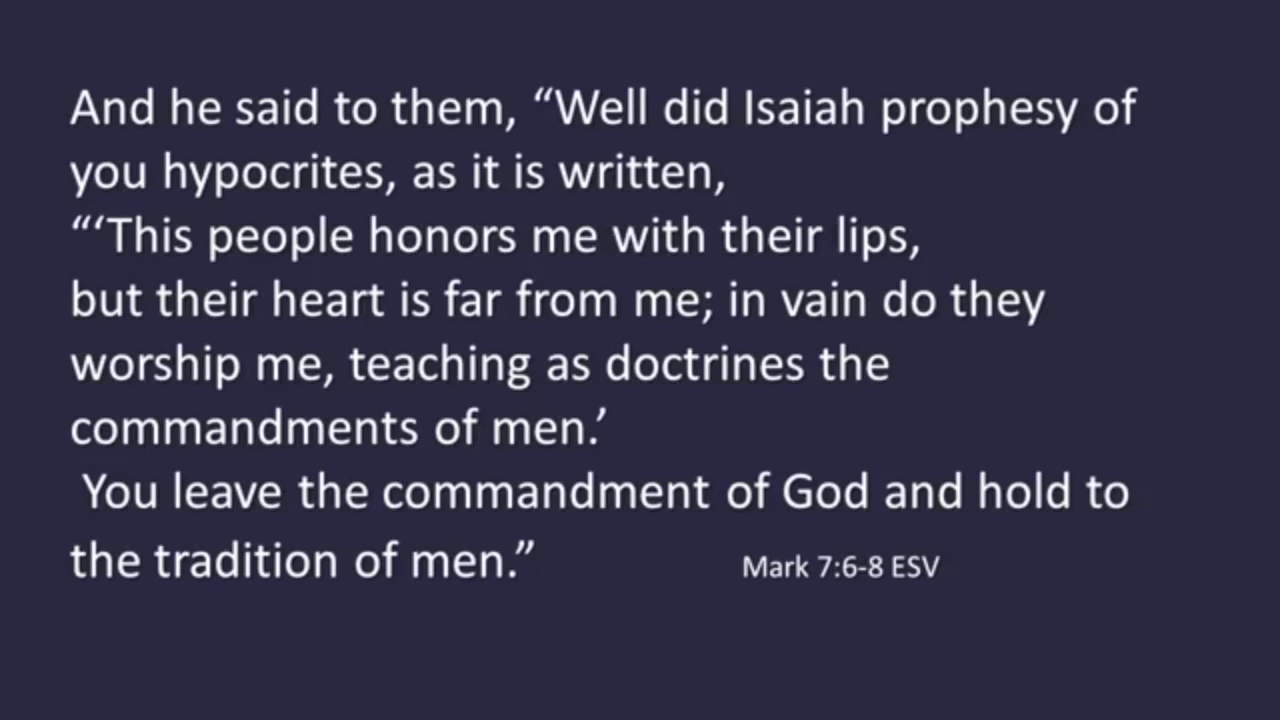 And he said to them, “Well did Isaiah prophesy of
you hypocrites, as it is written,
“‘This people honors me with their lips,
but their heart is far from me; in vain do they
worship me, teaching as doctrines the
commandments of men.’
You leave the commandment of God and hold to
the tradition of men.” Mark 7:6-8 ESV